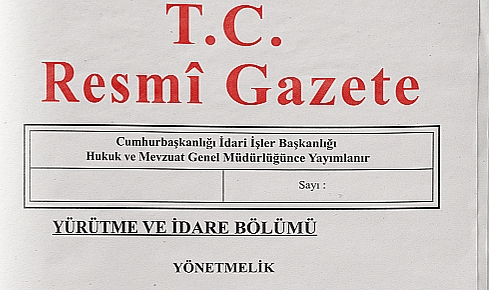 T.C.
Resmî Gazete
Cumhurbaşkanlığı İdari İşler Başkanlığı
Hukuk ve Mevzuat Genel Müdürlüğünce Yayımlanır
Sayı :
YÜRÜTME VE İDARE BÖLÜMÜ
YÖNETMELİK